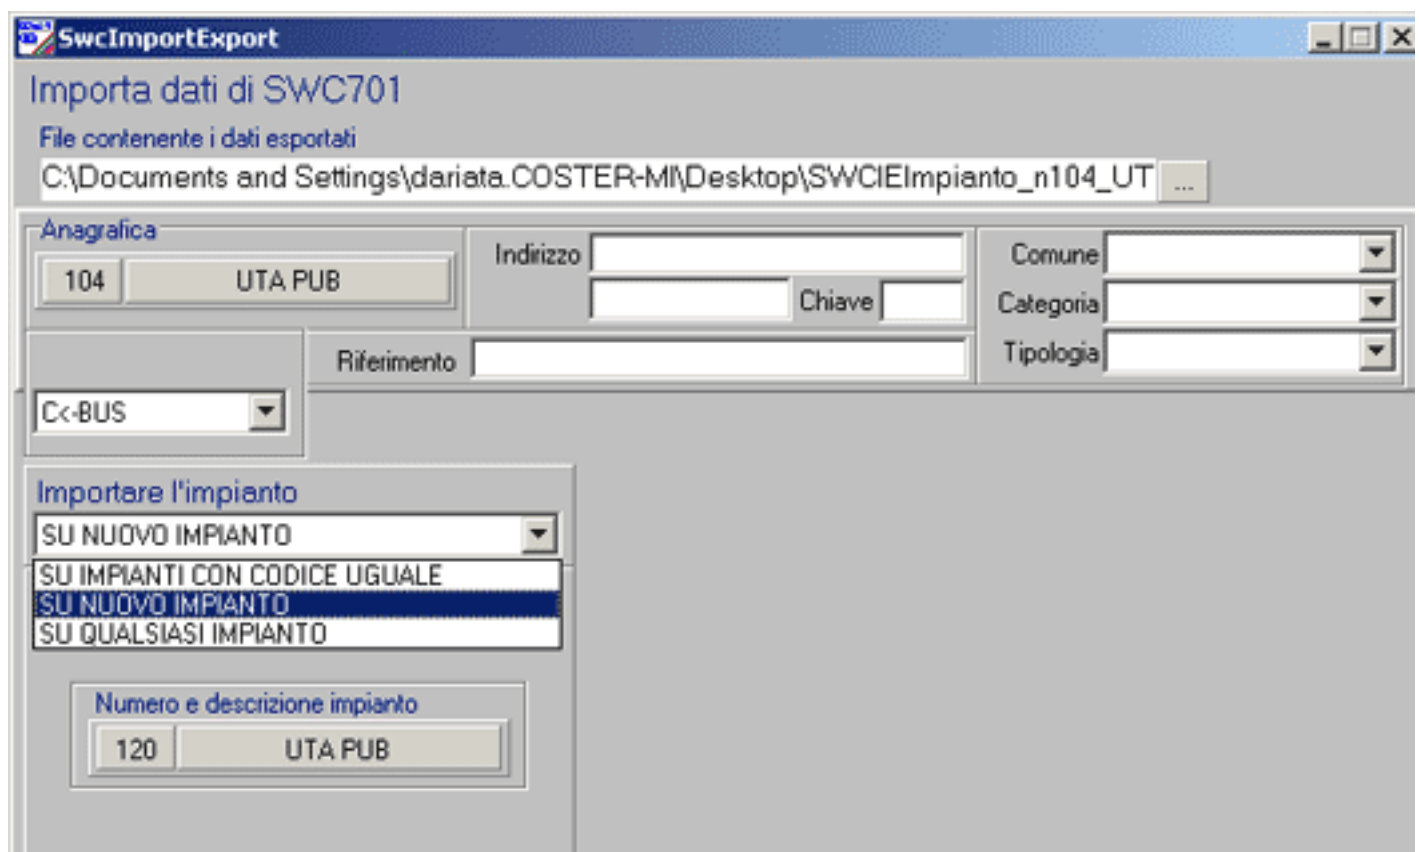 SwcImportExport
Importa dati di SWC701
File contenente i dati esportati
C:\Documents and Settings\dariata.COSTER-MI\Desktop\SWCIEImpianto_n104_UT ...
Anagrafica
104 UTA PUB
Indirizzo
Chiave
Riferimento
Comune
Categoria
Tipologia
C<-BUS
Importare l'impianto
SU NUOVO IMPIANTO
SU IMPIANTI CON CODICE UGUALE
SU NUOVO IMPIANTO
SU QUALSIASI IMPIANTO
Numero e descrizione impianto
120 UTA PUB